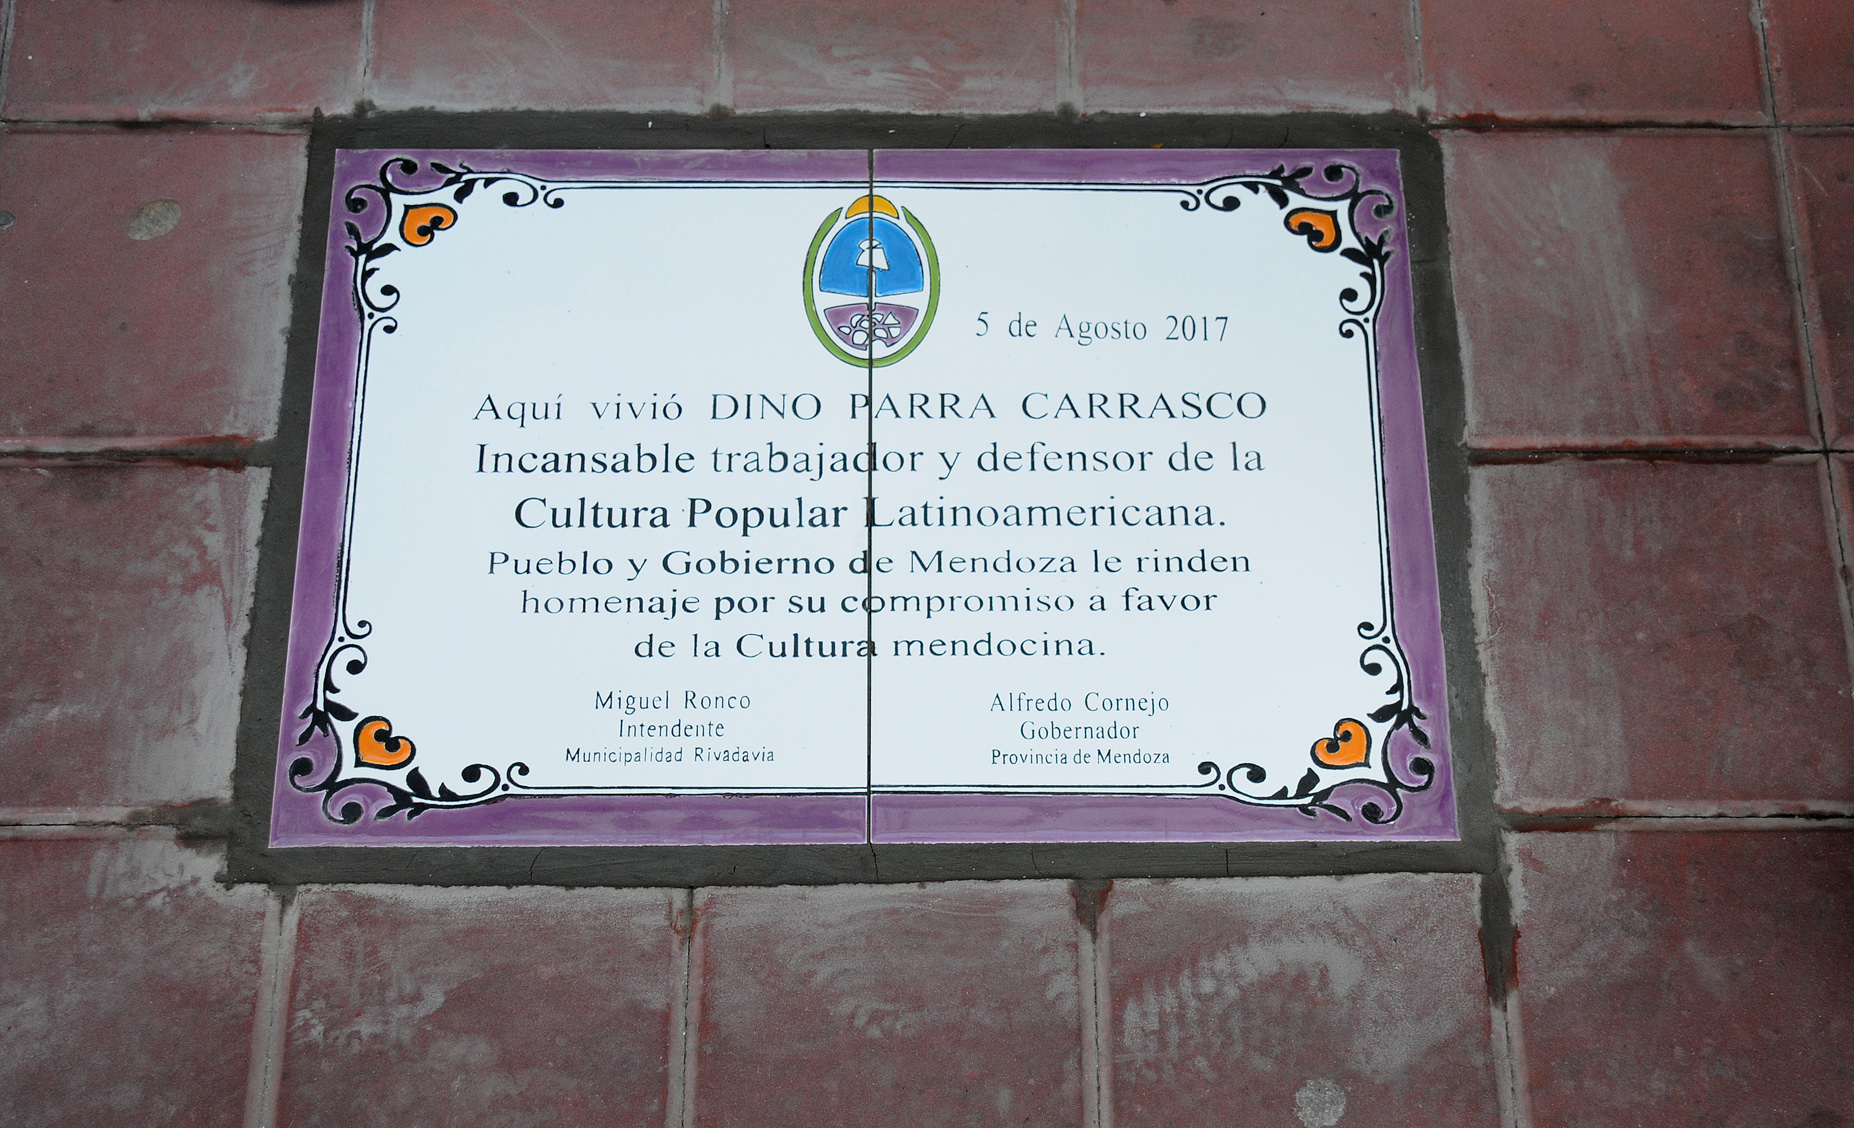 5 de Agosto 2017
Aquí vivió DINO PARRA CARRASCO
Incansable trabajador y defensor de la
Cultura Popular Latinoamericana.
Pueblo y Gobierno de Mendoza le rinden
homenaje por su compromiso a favor
de la Cultura mendocina.
Miguel Ronco
Intendente
Municipalidad Rivadavia
Alfredo Cornejo
Gobernador
Provincia de Mendoza